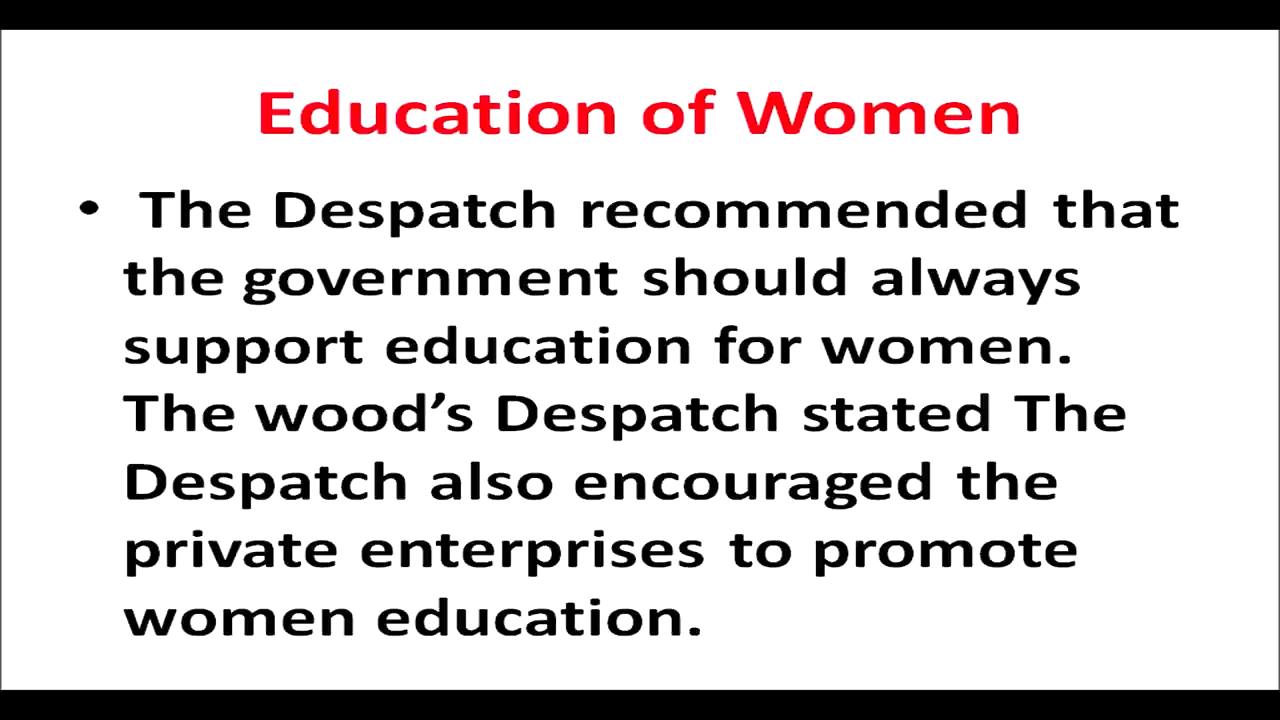 Education of Women
• The Despatch recommended that
the government should always
support education for women.
The wood’s Despatch stated The
Despatch also encouraged the
private enterprises to promote
women education.